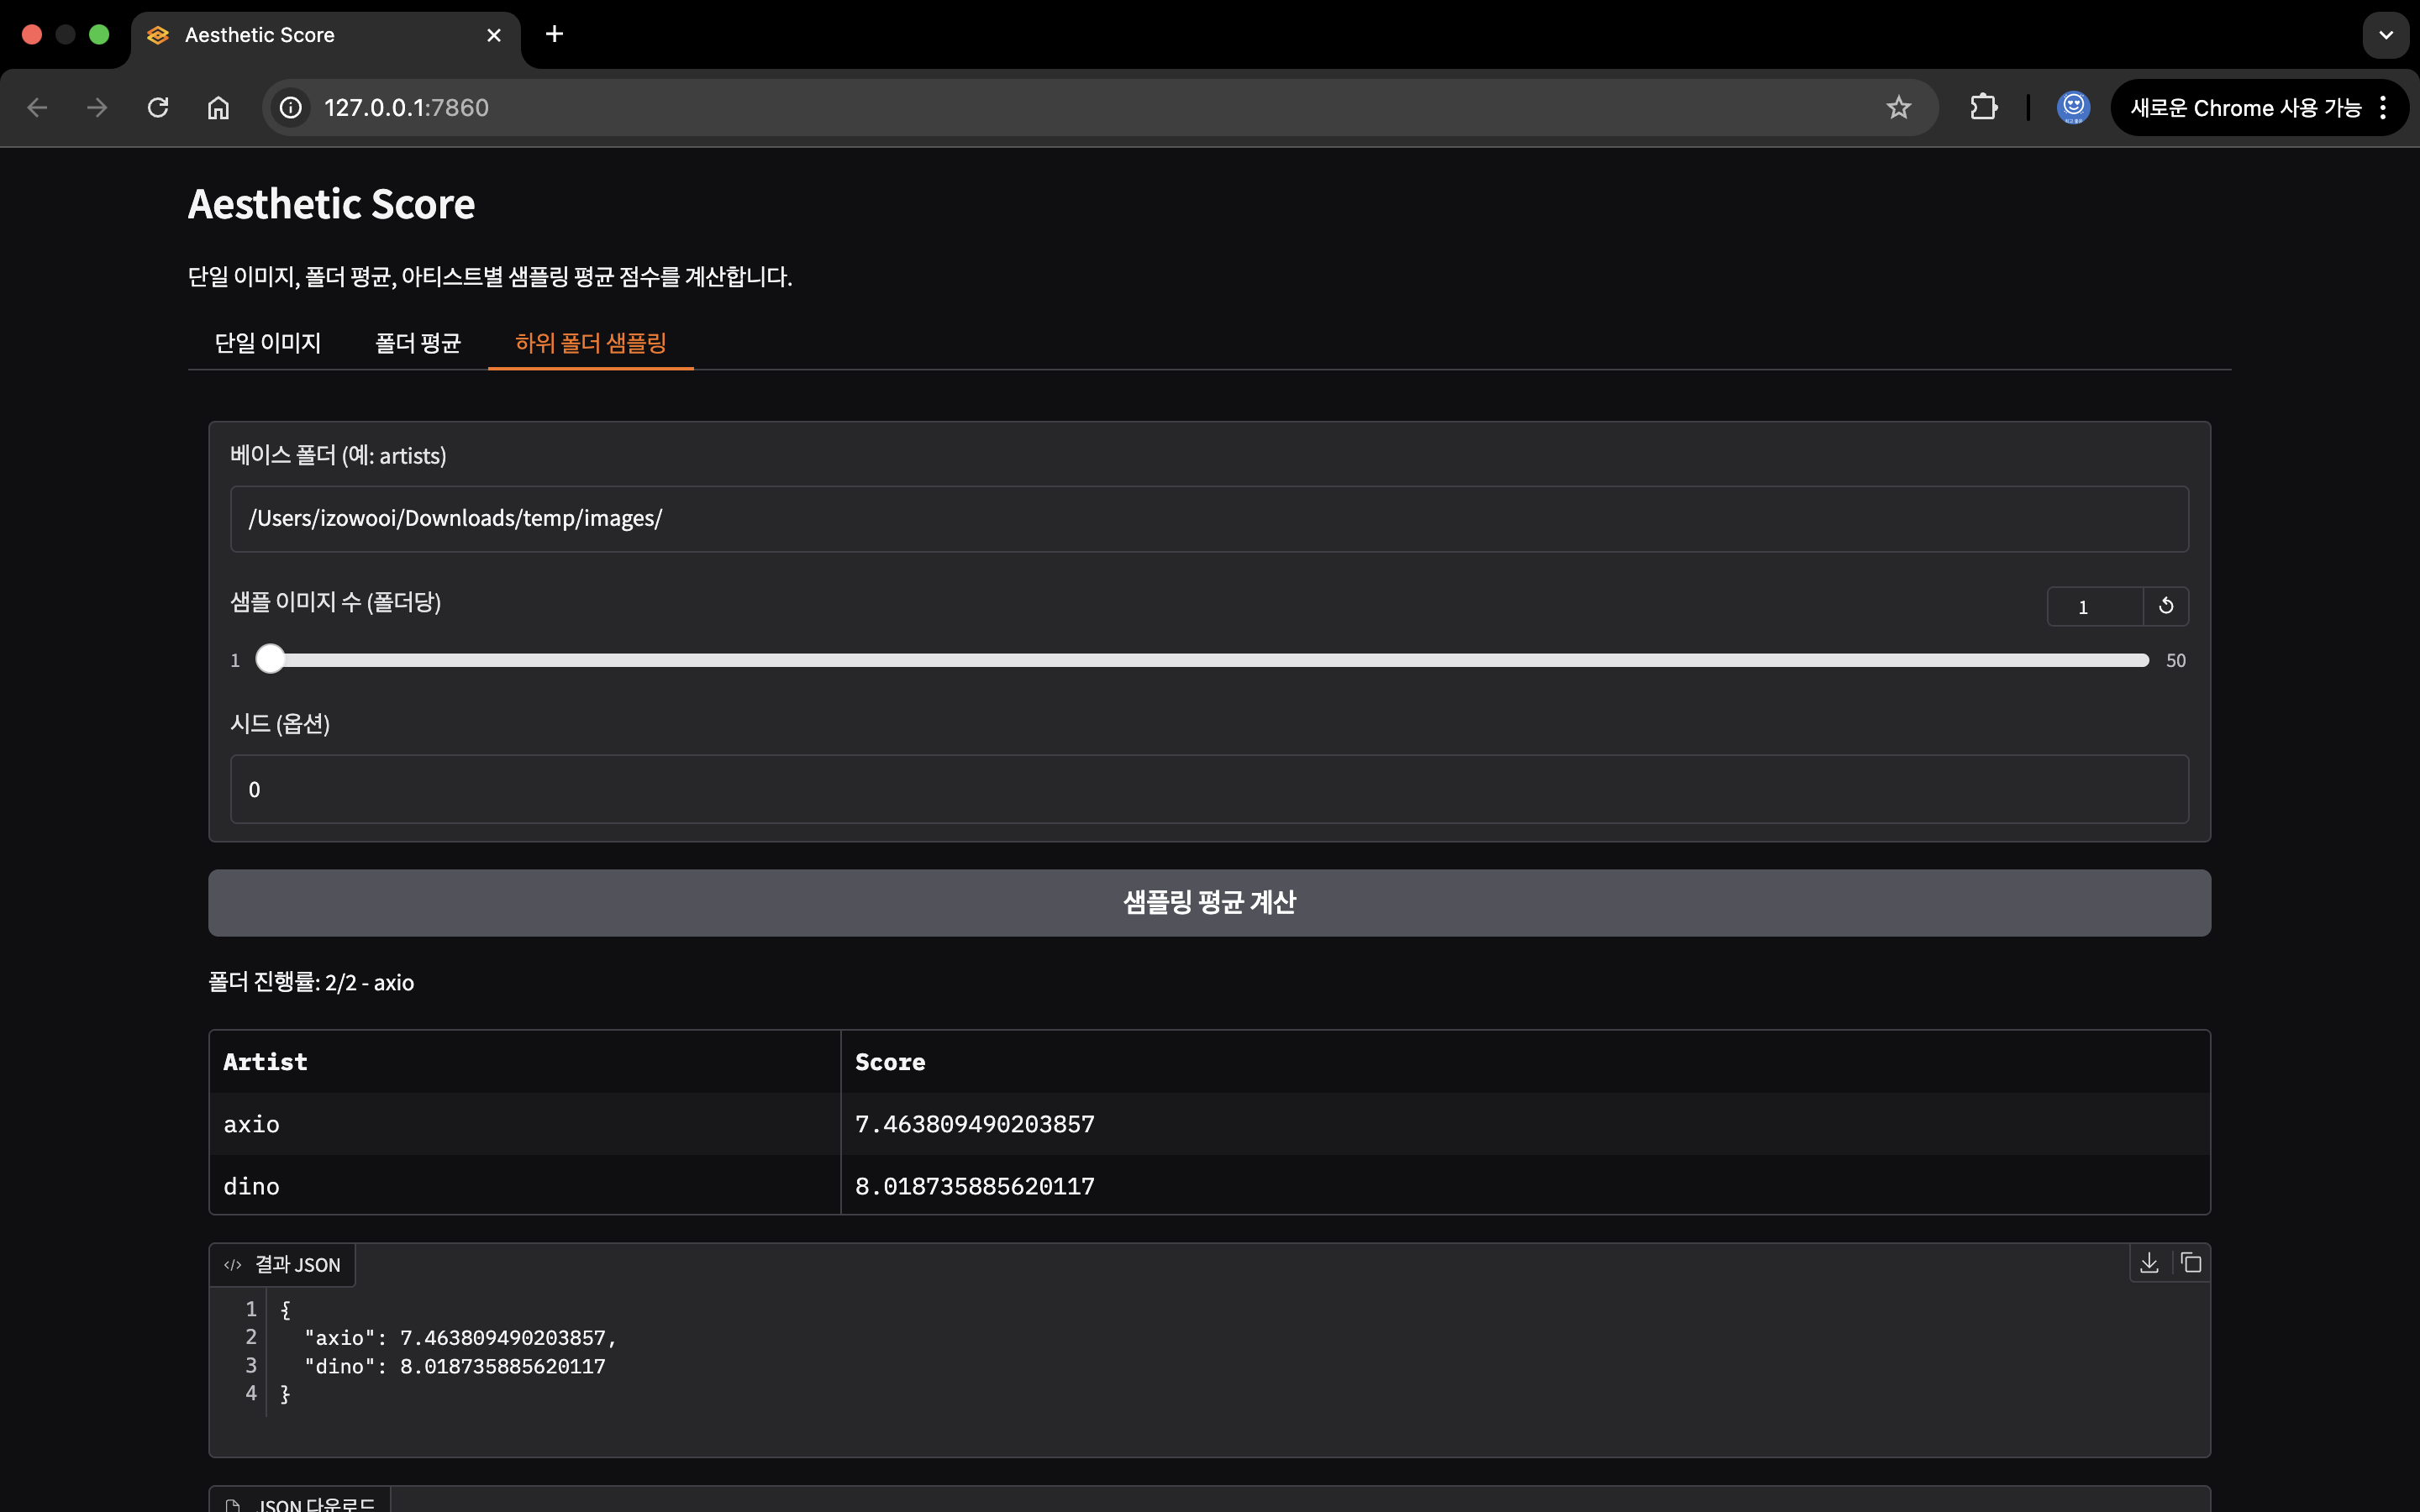 Aesthetic Score
127.0.0.1:7860
새로운 Chrome 사용 가능
Aesthetic Score
단일 이미지, 폴더 평균, 아티스트별 샘플링 평균 점수를 계산합니다.
단일 이미지 폴더 평균 하위 폴더 샘플링
베이스 폴더 (예: artists)
/Users/izowooi/Downloads/temp/images/
샘플 이미지 수 (폴더당)
1
1 50
시드 (옵션)
0
샘플링 평균 계산
폴더 진행률: 2/2 - axio
Artist Score
axio 7.463809490203857
dino 8.018735885620117
결과 JSON
1 {
2 "axio": 7.463809490203857,
3 "dino": 8.018735885620117
4 }
JSON 다운로드